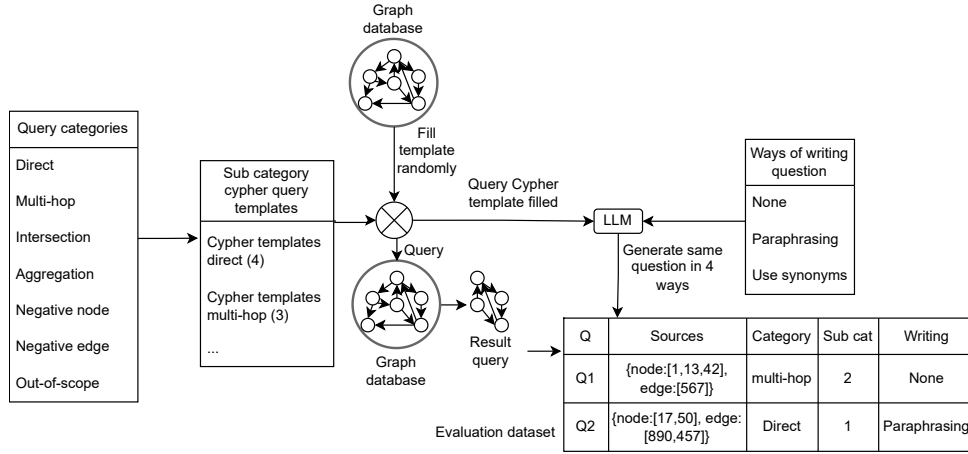 Graph
database
Fill
template
randomly
Query categories
Direct
Multi-hop
Intersection
Aggregation
Negative node
Negative edge
Out-of-scope
Sub category
cypher query
templates
Cypher templates
direct (4)
Cypher templates
multi-hop (3)
...
Query Cypher
template filled
Query
Graph
database
Result
query
LLM
Generate same
question in 4
ways
Ways of writing
question
None
Paraphrasing
Use synonyms
Evaluation dataset
Q Sources Category Sub cat Writing
Q1 {node:[1,13,42], edge:[567]} multi-hop 2 None
Q2 {node:[17,50], edge: [890,457]} Direct 1 Paraphrasing